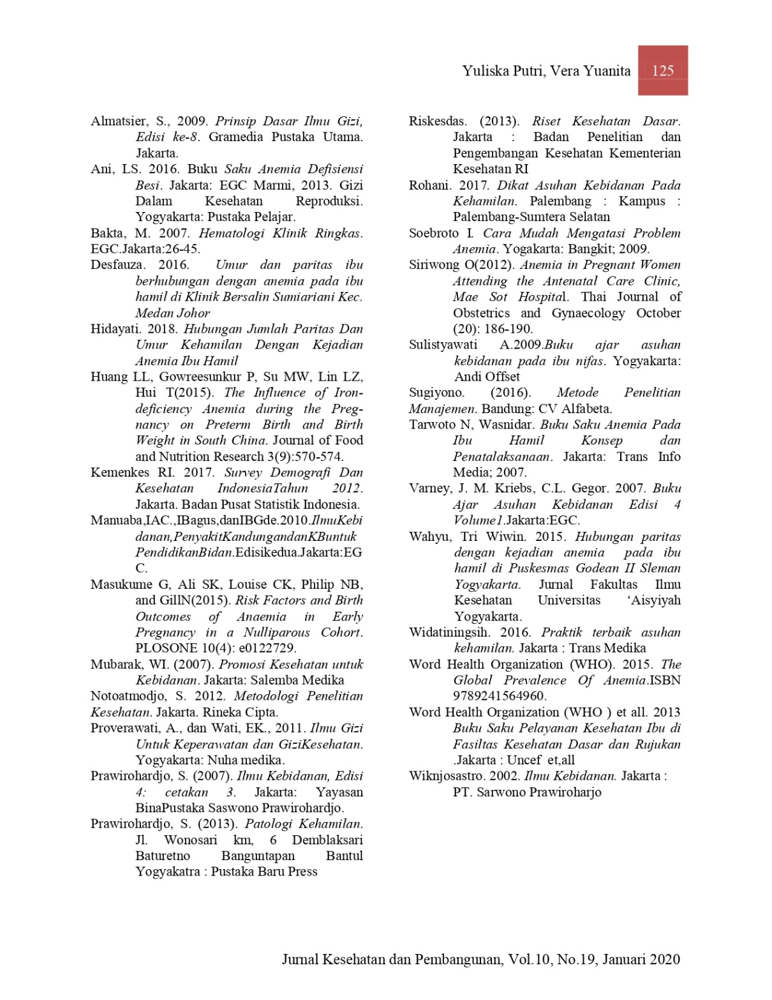 Yuliska Putri, Vera Yuanita 125
Almatsier, S., 2009. Prinsip Dasar Ilmu Gizi,
Edisi ke-8. Gramedia Pustaka Utama.
Jakarta.
Ani, LS. 2016. Buku Saku Anemia Defisiensi
Besi. Jakarta: EGC Marmi, 2013. Gizi
Dalam Kesehatan Reproduksi.
Yogyakarta: Pustaka Pelajar.
Bakta, M. 2007. Hematologi Klinik Ringkas.
EGC.Jakarta:26-45.
Desfauza. 2016. Umur dan paritas ibu
berhubungan dengan anemia pada ibu
hamil di Klinik Bersalin Sumiariani Kec.
Medan Johor
Hidayati. 2018. Hubungan Jumlah Paritas Dan
Umur Kehamilan Dengan Kejadian
Anemia Ibu Hamil
Huang LL, Gowreesunkur P, Su MW, Lin LZ,
Hui T(2015). The Influence of Iron-
deficiency Anemia during the Preg-
nancy on Preterm Birth and Birth
Weight in South China. Journal of Food
and Nutrition Research 3(9):570-574.
Kemenkes RI. 2017. Survey Demografi Dan
Kesehatan IndonesiaTahun 2012.
Jakarta. Badan Pusat Statistik Indonesia.
Manuaba,IAC.,IBagus,danIBGde.2010.IlmuKebi
danan,PenyakitKandungandanKBuntuk
PendidikanBidan.Edisikedua.Jakarta:EG
C.
Masukume G, Ali SK, Louise CK, Philip NB,
and GillN(2015). Risk Factors and Birth
Outcomes of Anaemia in Early
Pregnancy in a Nulliparous Cohort.
PLOSONE 10(4): e0122729.
Mubarak, WI. (2007). Promosi Kesehatan untuk
Kebidanan. Jakarta: Salemba Medika
Notoatmodjo, S. 2012. Metodologi Penelitian
Kesehatan. Jakarta. Rineka Cipta.
Proverawati, A., dan Wati, EK., 2011. Ilmu Gizi
Untuk Keperawatan dan GiziKesehatan.
Yogyakarta: Nuha medika.
Prawirohardjo, S. (2007). Ilmu Kebidanan, Edisi
4: cetakan 3. Jakarta: Yayasan
BinaPustaka Saswono Prawirohardjo.
Prawirohardjo, S. (2013). Patologi Kehamilan.
Jl. Wonosari km, 6 Demblaksari
Baturetno Banguntapan Bantul
Yogyakatra : Pustaka Baru Press
Riskesdas. (2013). Riset Kesehatan Dasar.
Jakarta : Badan Penelitian dan
Pengembangan Kesehatan Kementerian
Kesehatan RI
Rohani. 2017. Dikat Asuhan Kebidanan Pada
Kehamilan. Palembang : Kampus :
Palembang-Sumtera Selatan
Soebroto I. Cara Mudah Mengatasi Problem
Anemia. Yogakarta: Bangkit; 2009.
Siriwong O(2012). Anemia in Pregnant Women
Attending the Antenatal Care Clinic,
Mae Sot Hospital. Thai Journal of
Obstetrics and Gynaecology October
(20): 186-190.
Sulistyawati A.2009.Buku ajar asuhan
kebidanan pada ibu nifas. Yogyakarta:
Andi Offset
Sugiyono. (2016). Metode Penelitian
Manajemen. Bandung: CV Alfabeta.
Tarwoto N, Wasnidar. Buku Saku Anemia Pada
Ibu Hamil Konsep dan
Penatalaksanaan. Jakarta: Trans Info
Media; 2007.
Varney, J. M. Kriebs, C.L. Gegor. 2007. Buku
Ajar Asuhan Kebidanan Edisi 4
Volume1.Jakarta:EGC.
Wahyu, Tri Wiwin. 2015. Hubungan paritas
dengan kejadian anemia pada ibu
hamil di Puskesmas Godean II Sleman
Yogyakarta. Jurnal Fakultas Ilmu
Kesehatan Universitas ‘Aisyiyah
Yogyakarta.
Widatiningsih. 2016. Praktik terbaik asuhan
kehamilan. Jakarta : Trans Medika
Word Health Organization (WHO). 2015. The
Global Prevalence Of Anemia.ISBN
9789241564960.
Word Health Organization (WHO ) et all. 2013
Buku Saku Pelayanan Kesehatan Ibu di
Fasiltas Kesehatan Dasar dan Rujukan
.Jakarta : Uncef et,all
Wiknjosastro. 2002. Ilmu Kebidanan. Jakarta :
PT. Sarwono Prawiroharjo
Jurnal Kesehatan dan Pembangunan, Vol.10, No.19, Januari 2020